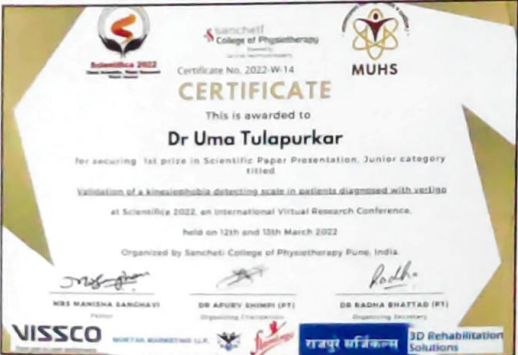 Scientifica 2022
sancheti
College of Physiotherapy
MUHS
Certificate No. 2022-W-14
CERTIFICATE
This is awarded to
Dr Uma Tulapurkar
for securing 1st prize in Scientific Paper Presentation, Junior category
titled
Validation of a kinesiophobia detecting scale in patients diagnosed with vertigo
at Scientifica 2022, an International Virtual Research Conference,
held on 12th and 13th March 2022
Organized by Sancheti College of Physiotherapy Pune, India.
MRS MANISHA SANGHAVI
Patron
DR APURV SHIMPI (PT)
Organizing Chairperson
DR RADHA BHATTAD (PT)
Organizing Secretary
VISSCO
MARKETING LLP.
राजपुर सर्जिकल्स
3D Rehabilitation
Solutions